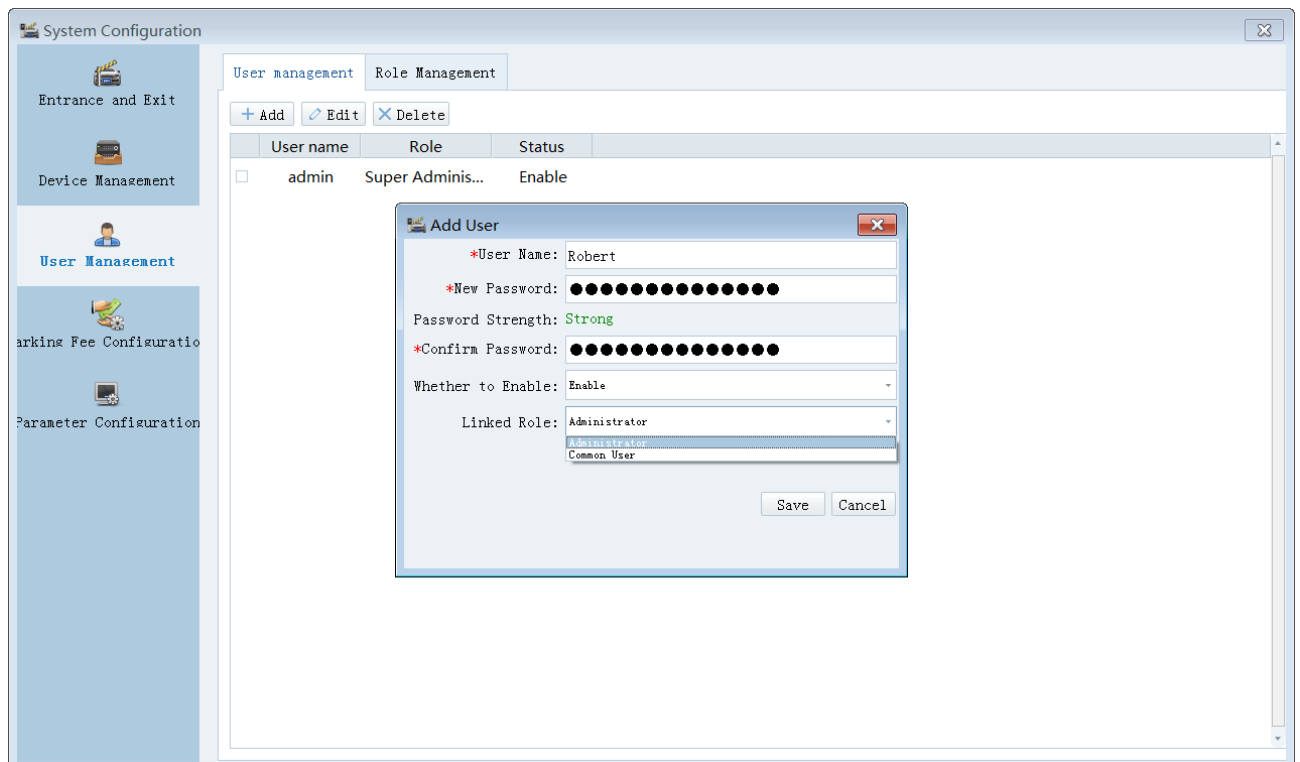 System Configuration
Entrance and Exit
Device Management
User Management
arking Fee Configuratio
Parameter Configuration
User management
Role Management
Add
Edit
Delete
User name Role Status
admin Super Adminis... Enable
Add User
*User Name: Robert
*New Password: ●●●●●●●●●●●●●●
Password Strength: Strong
*Confirm Password: ●●●●●●●●●●●●●●
Whether to Enable: Enable
Linked Role: Administrator
Administrator
Common User
Save Cancel